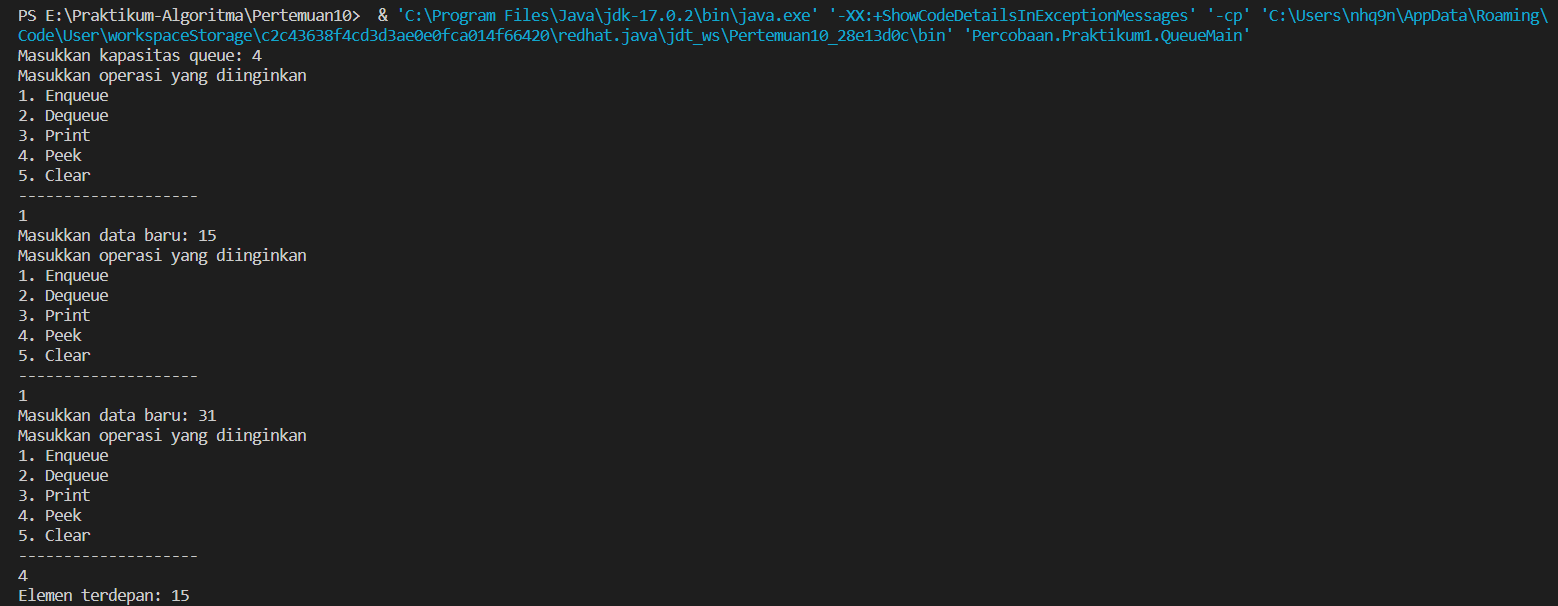 PS E:\Praktikum-Algoritma\Pertemuan10>  & 'C:\Program Files\Java\jdk-17.0.2\bin\java.exe' '-XX:+ShowCodeDetailsInExceptionMessages' '-cp' 'C:\Users\nhq9n\AppData\Roaming\
Code\User\workspaceStorage\c2c43638f4cd3d3ae0e0fca014f66420\redhat.java\jdt_ws\Pertemuan10_28e13d0c\bin' 'Percobaan.Praktikum1.QueueMain'
Masukkan kapasitas queue: 4
Masukkan operasi yang diinginkan
1. Enqueue
2. Dequeue
3. Print
4. Peek
5. Clear
--------------------
1
Masukkan data baru: 15
Masukkan operasi yang diinginkan
1. Enqueue
2. Dequeue
3. Print
4. Peek
5. Clear
--------------------
1
Masukkan data baru: 31
Masukkan operasi yang diinginkan
1. Enqueue
2. Dequeue
3. Print
4. Peek
5. Clear
--------------------
4
Elemen terdepan: 15